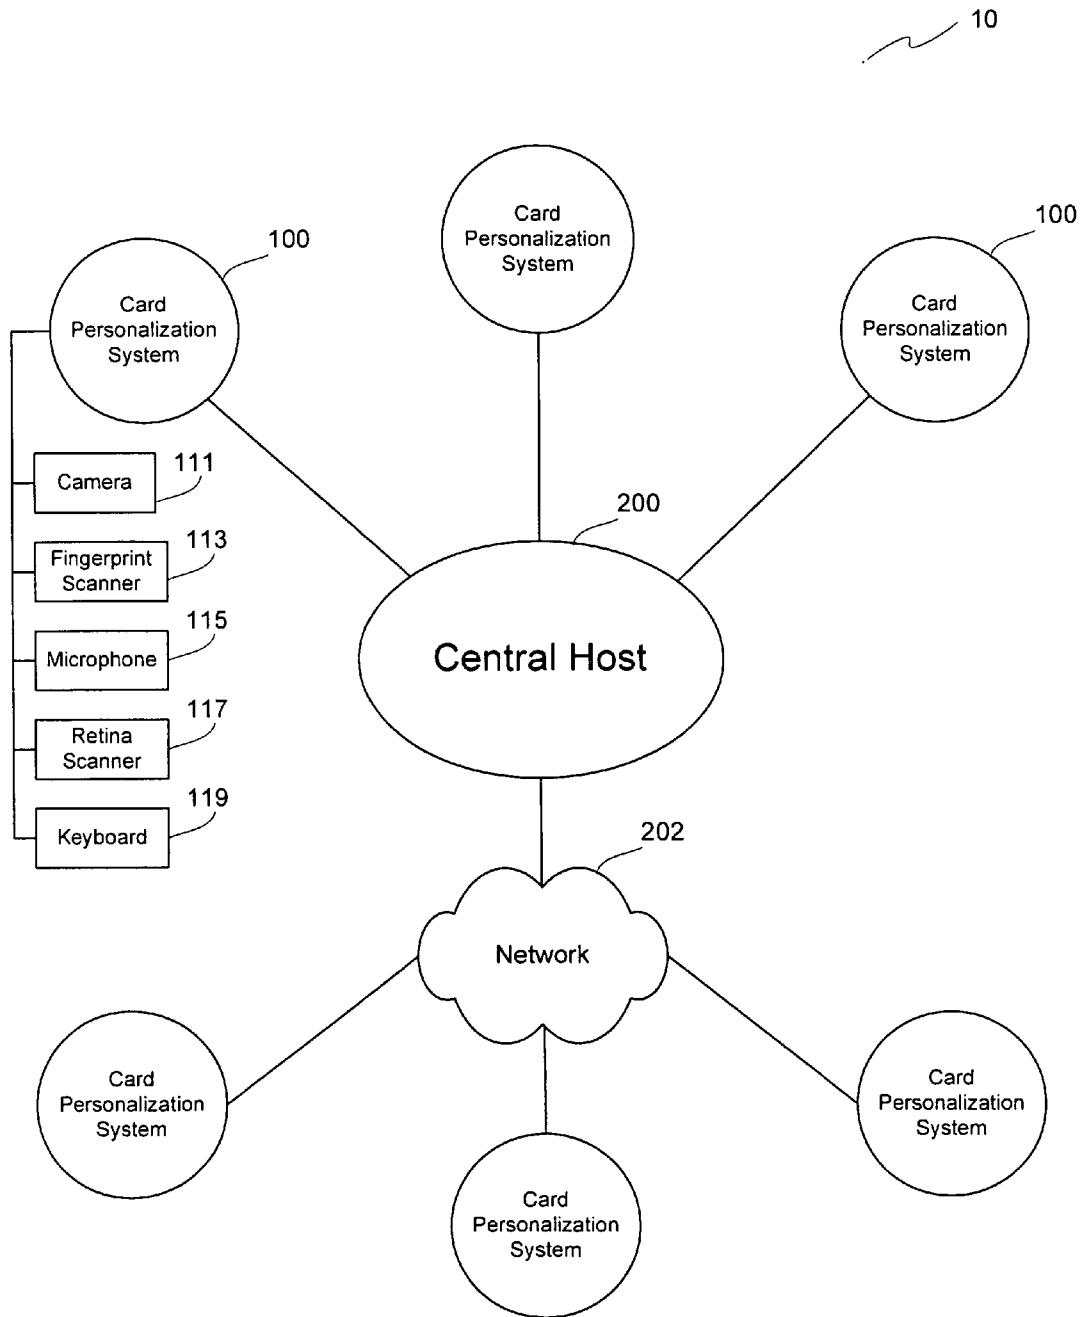 10
Card
Personalization
System
100
Card
Personalization
System
100
Card
Personalization
System
Camera
111
Fingerprint
Scanner
113
Microphone
115
Retina
Scanner
117
Keyboard
119
200
Central Host
202
Network
Card
Personalization
System
Card
Personalization
System
Card
Personalization
System